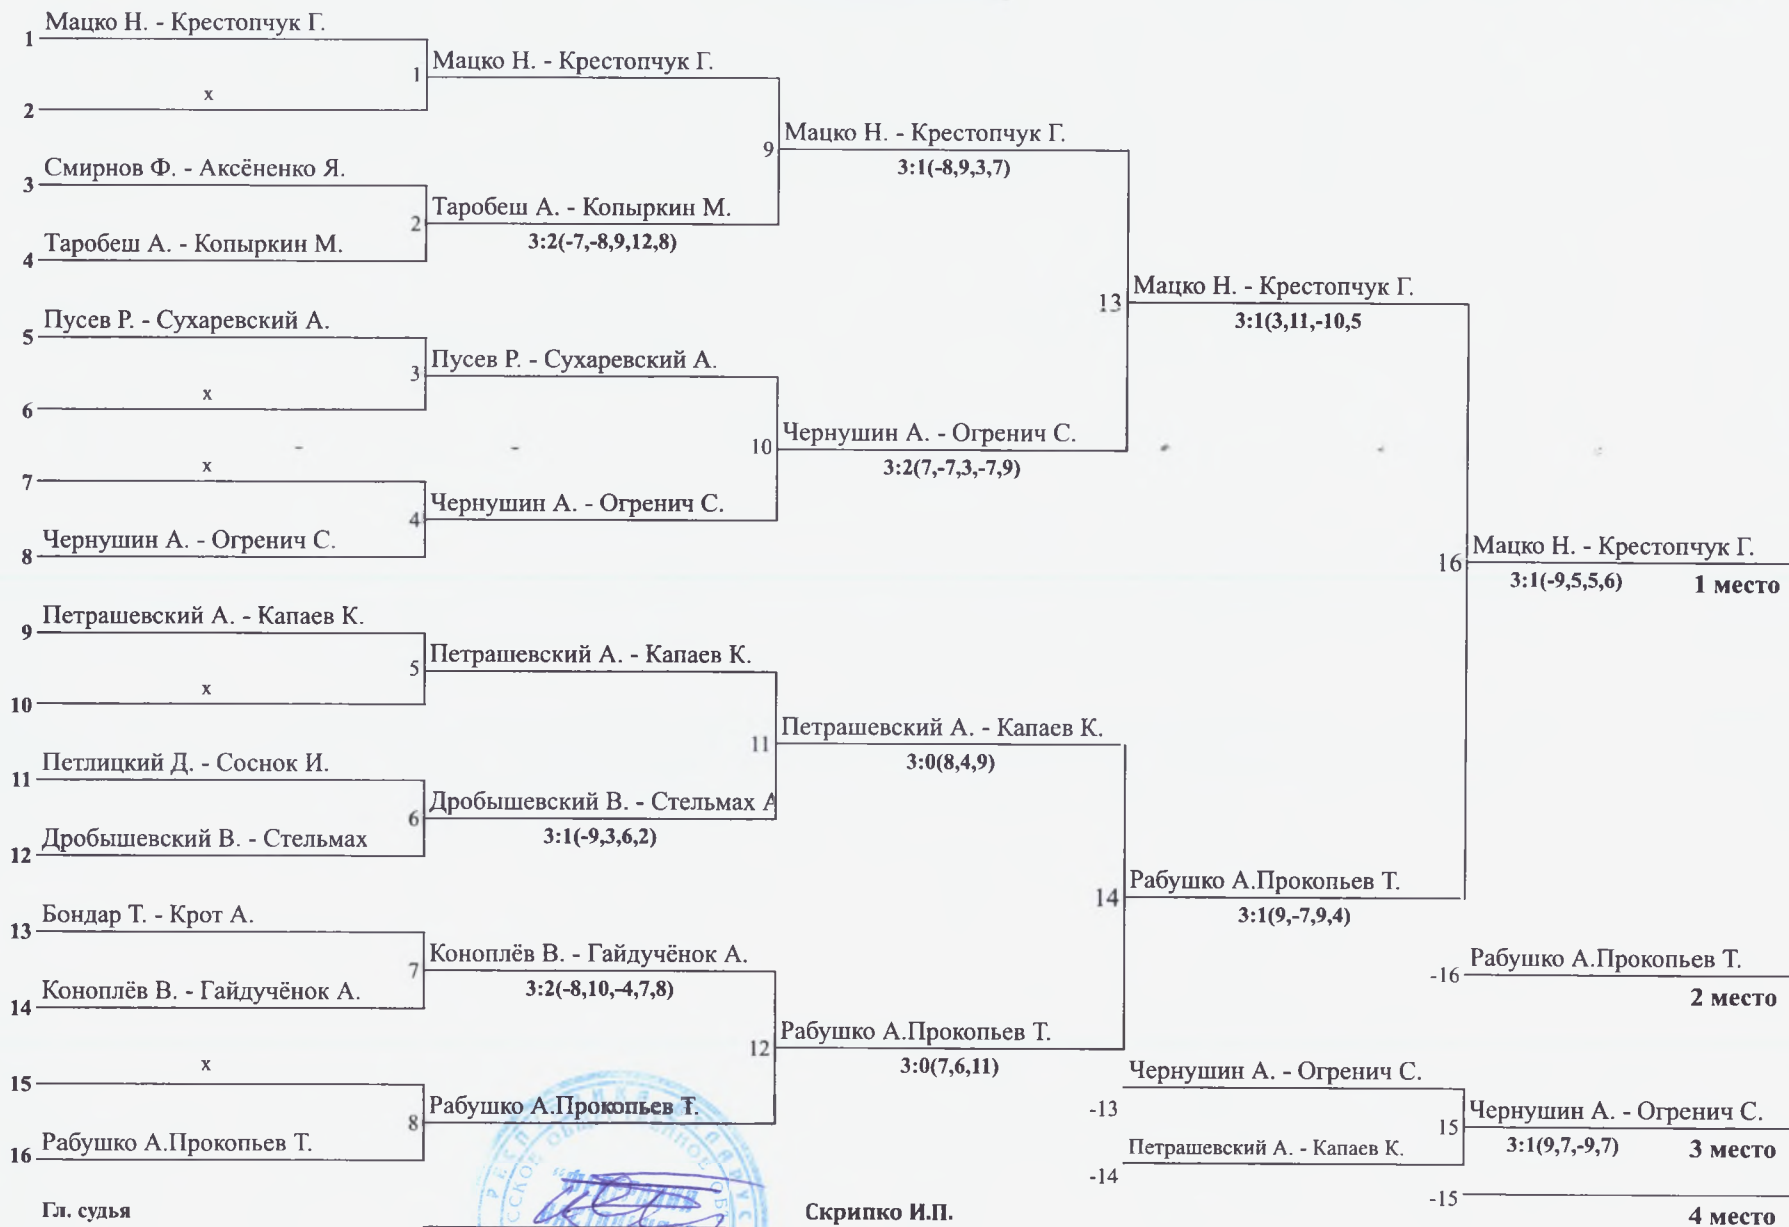 1 Мацко Н. - Крестопчук Г.
1 Мацко Н. - Крестопчук Г.
2 х
9 Мацко Н. - Крестопчук Г.
3:1(-8,9,3,7)
3 Смирнов Ф. - Аксёненко Я.
2 Таробеш А. - Копыркин М.
3:2(-7,-8,9,12,8)
4 Таробеш А. - Копыркин М.
13 Мацко Н. - Крестопчук Г.
3:1(3,11,-10,5
5 Пусев Р. - Сухаревский А.
3 Пусев Р. - Сухаревский А.
6 х
10 Чернушин А. - Огренич С.
3:2(7,-7,3,-7,9)
7 х
4 Чернушин А. - Огренич С.
8 Чернушин А. - Огренич С.
16 Мацко Н. - Крестопчук Г.
3:1(-9,5,5,6) 1 место
9 Петрашевский А. - Капаев К.
5 Петрашевский А. - Капаев К.
10 х
11 Петрашевский А. - Капаев К.
3:0(8,4,9)
11 Петлицкий Д. - Соснок И.
6 Дробышевский В. - Стельмах А
3:1(-9,3,6,2)
12 Дробышевский В. - Стельмах
14 Рабушко А.Прокопьев Т.
3:1(9,-7,9,4)
13 Бондар Т. - Крот А.
7 Коноплёв В. - Гайдучёнок А.
3:2(-8,10,-4,7,8)
14 Коноплёв В. - Гайдучёнок А.
-16 Рабушко А.Прокопьев Т.
2 место
12 Рабушко А.Прокопьев Т.
3:0(7,6,11)
15 х
8 Рабушко А.Прокопьев Т.
16 Рабушко А.Прокопьев Т.
-13 Чернушин А. - Огренич С.
15 Чернушин А. - Огренич С.
3:1(9,7,-9,7) 3 место
-14 Петрашевский А. - Капаев К.
-15
4 место
Гл. судья Скрипко И.П.